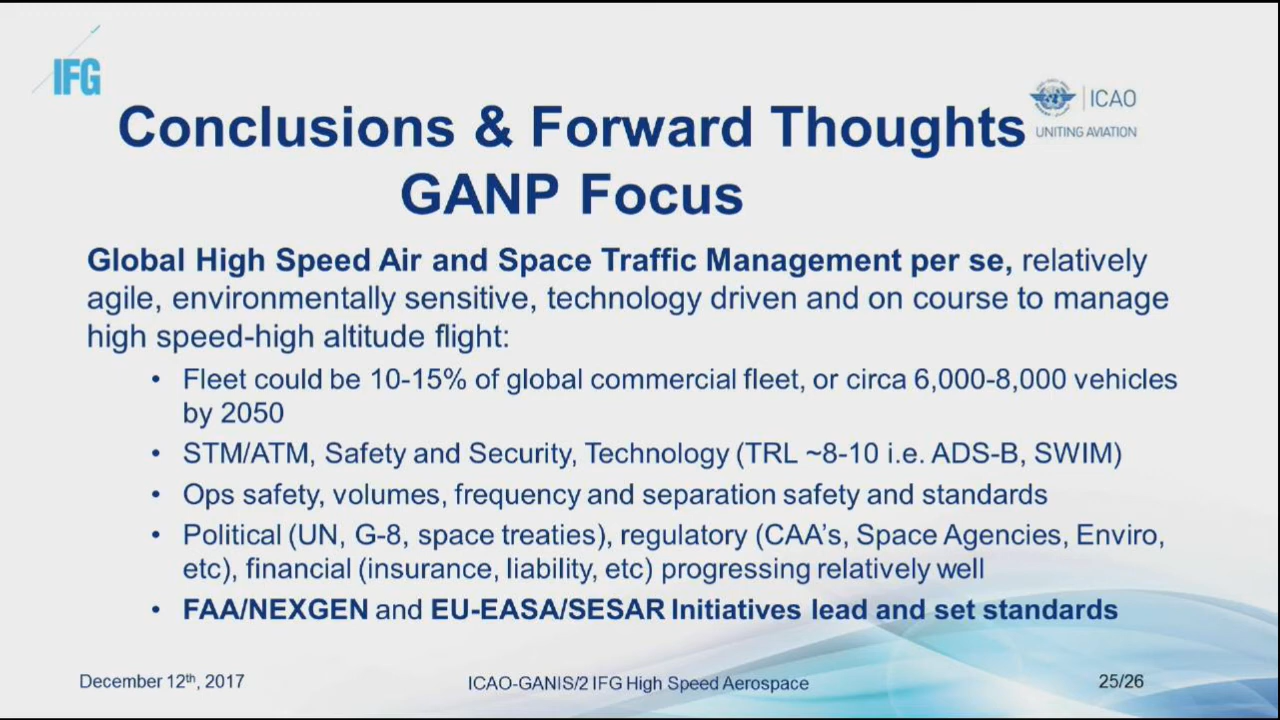 IFG
ICAO
UNITING AVIATION
Conclusions & Forward Thoughts
GANP Focus
Global High Speed Air and Space Traffic Management per se, relatively
agile, environmentally sensitive, technology driven and on course to manage
high speed-high altitude flight:
• Fleet could be 10-15% of global commercial fleet, or circa 6,000-8,000 vehicles
by 2050
• STM/ATM, Safety and Security, Technology (TRL ~8-10 i.e. ADS-B, SWIM)
• Ops safety, volumes, frequency and separation safety and standards
• Political (UN, G-8, space treaties), regulatory (CAA's, Space Agencies, Enviro,
etc), financial (insurance, liability, etc) progressing relatively well
• FAA/NEXGEN and EU-EASA/SESAR Initiatives lead and set standards
December 12th, 2017
ICAO-GANIS/2 IFG High Speed Aerospace
25/26